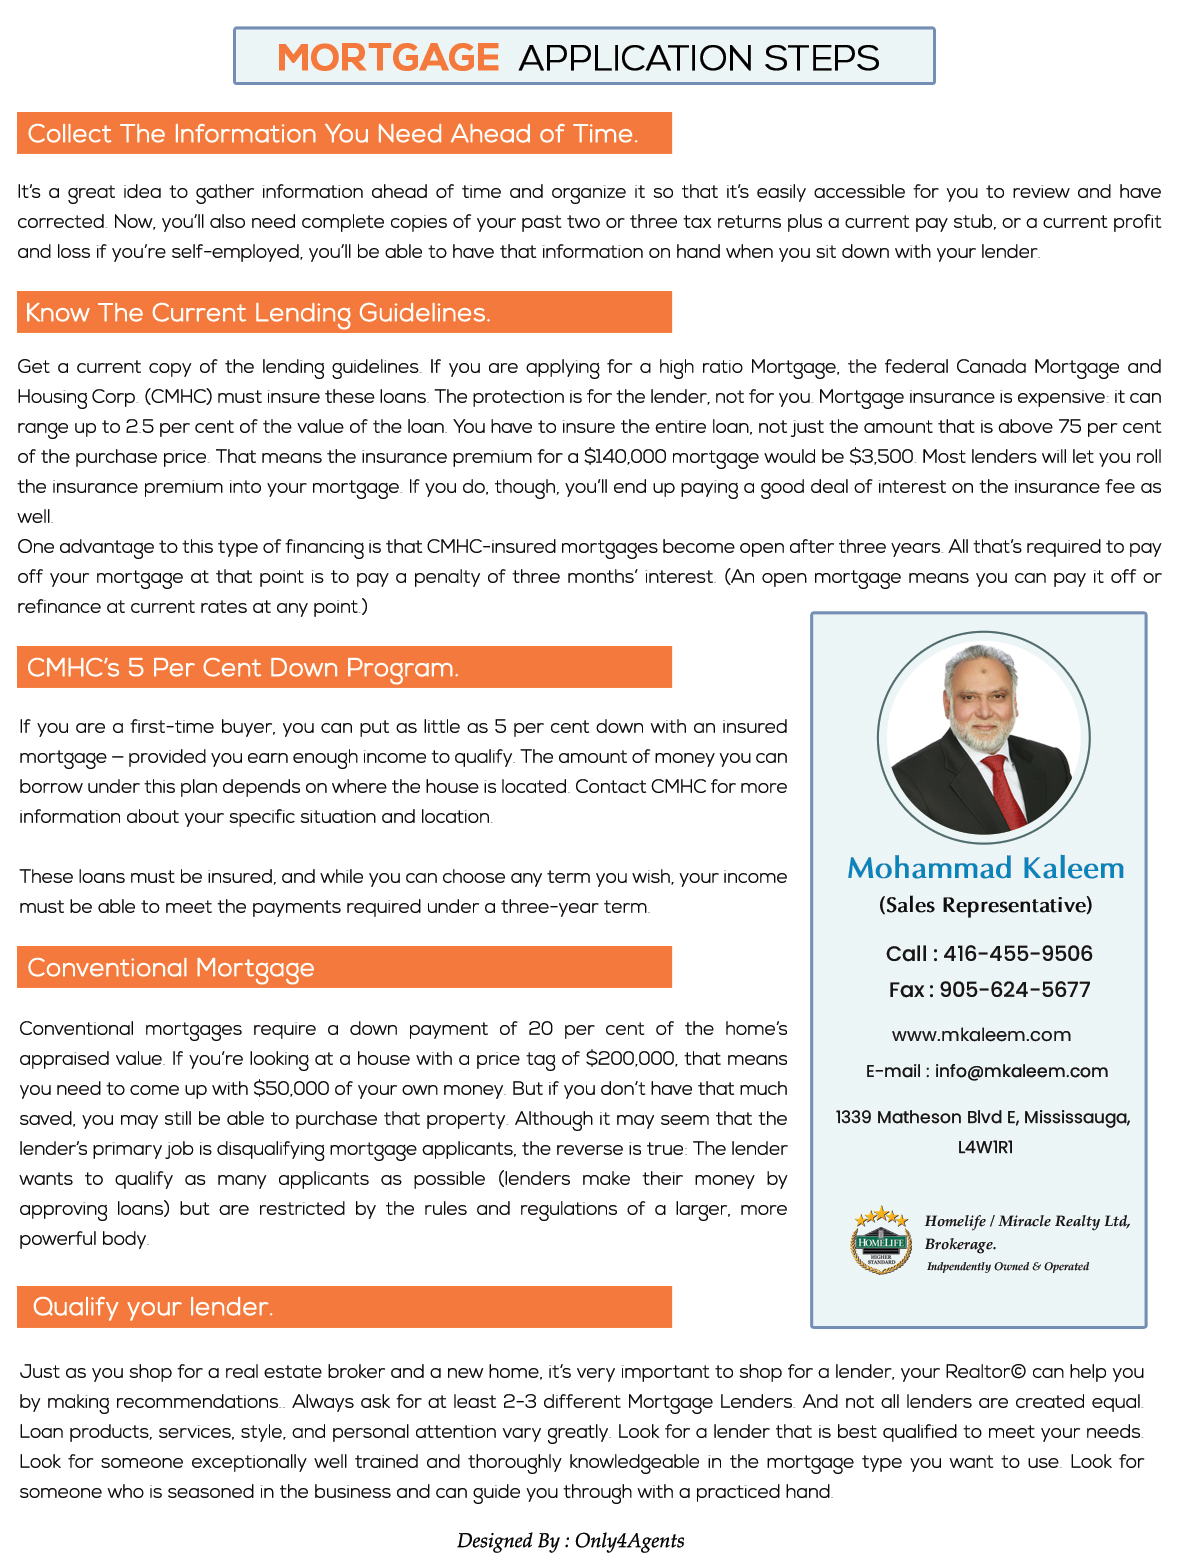 MORTGAGE APPLICATION STEPS
Collect The Information You Need Ahead of Time.
It's a great idea to gather information ahead of time and organize it so that it's easily accessible for you to review and have
corrected. Now, you'll also need complete copies of your past two or three tax returns plus a current pay stub, or a current profit
and loss if you're self-employed, you'll be able to have that information on hand when you sit down with your lender.
Know The Current Lending Guidelines.
Get a current copy of the lending guidelines. If you are applying for a high ratio Mortgage, the federal Canada Mortgage and
Housing Corp. (CMHC) must insure these loans. The protection is for the lender, not for you. Mortgage insurance is expensive: it can
range up to 2.5 per cent of the value of the loan. You have to insure the entire loan, not just the amount that is above 75 per cent
of the purchase price. That means the insurance premium for a $140,000 mortgage would be $3,500. Most lenders will let you roll
the insurance premium into your mortgage. If you do, though, you'll end up paying a good deal of interest on the insurance fee as
well.
One advantage to this type of financing is that CMHC-insured mortgages become open after three years. All that's required to pay
off your mortgage at that point is to pay a penalty of three months' interest. (An open mortgage means you can pay it off or
refinance at current rates at any point.)
CMHC's 5 Per Cent Down Program.
If you are a first-time buyer, you can put as little as 5 per cent down with an insured
mortgage – provided you earn enough income to qualify. The amount of money you can
borrow under this plan depends on where the house is located. Contact CMHC for more
information about your specific situation and location.
These loans must be insured, and while you can choose any term you wish, your income
must be able to meet the payments required under a three-year term.
Conventional Mortgage
Conventional mortgages require a down payment of 20 per cent of the home's
appraised value. If you're looking at a house with a price tag of $200,000, that means
you need to come up with $50,000 of your own money. But if you don't have that much
saved, you may still be able to purchase that property. Although it may seem that the
lender's primary job is disqualifying mortgage applicants, the reverse is true: The lender
wants to qualify as many applicants as possible (lenders make their money by
approving loans) but are restricted by the rules and regulations of a larger, more
powerful body.
Mohammad Kaleem
(Sales Representative)
Call : 416-455-9506
Fax : 905-624-5677
www.mkaleem.com
E-mail : info@mkaleem.com
1339 Matheson Blvd E, Mississauga,
L4W1R1
HOMELIFE
HIGHER
STANDARD
Homelife / Miracle Realty Ltd,
Brokerage.
Indpendently Owned & Operated
Qualify your lender.
Just as you shop for a real estate broker and a new home, it's very important to shop for a lender, your Realtor© can help you
by making recommendations.. Always ask for at least 2-3 different Mortgage Lenders. And not all lenders are created equal.
Loan products, services, style, and personal attention vary greatly. Look for a lender that is best qualified to meet your needs.
Look for someone exceptionally well trained and thoroughly knowledgeable in the mortgage type you want to use. Look for
someone who is seasoned in the business and can guide you through with a practiced hand.
Designed By : Only4Agents